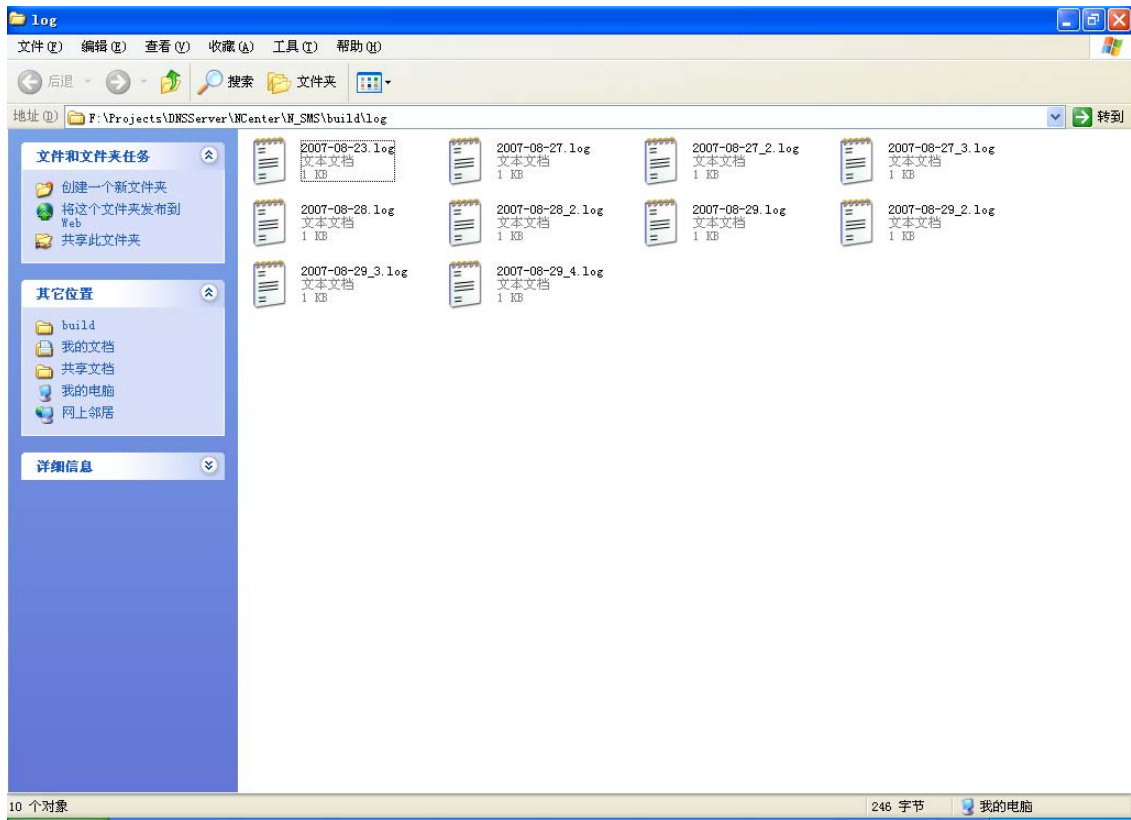 log
文件(F) 编辑(E) 查看(V) 收藏(A) 工具(T) 帮助(H)
后退 搜索 文件夹
地址(D) F:\Projects\DNSServer\NCenter\N_SMS\build\log 转到
文件和文件夹任务
创建一个新文件夹
将这个文件夹发布到
Web
共享此文件夹
其它位置
build
我的文档
共享文档
我的电脑
网上邻居
详细信息
2007-08-23.log
文本文档
1 KB
2007-08-27.log
文本文档
1 KB
2007-08-27_2.log
文本文档
1 KB
2007-08-27_3.log
文本文档
1 KB
2007-08-28.log
文本文档
1 KB
2007-08-28_2.log
文本文档
1 KB
2007-08-29.log
文本文档
1 KB
2007-08-29_2.log
文本文档
1 KB
2007-08-29_3.log
文本文档
1 KB
2007-08-29_4.log
文本文档
1 KB
10 个对象 246 字节 我的电脑